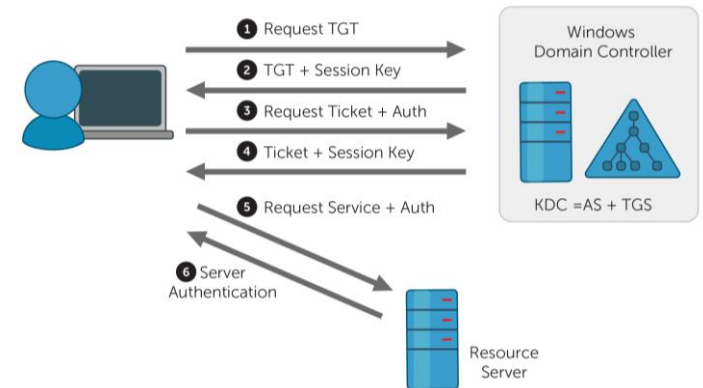 1 Request TGT
2 TGT + Session Key
3 Request Ticket + Auth
4 Ticket + Session Key
5 Request Service + Auth
6 Server
Authentication
Windows
Domain Controller
KDC =AS + TGS
Resource
Server